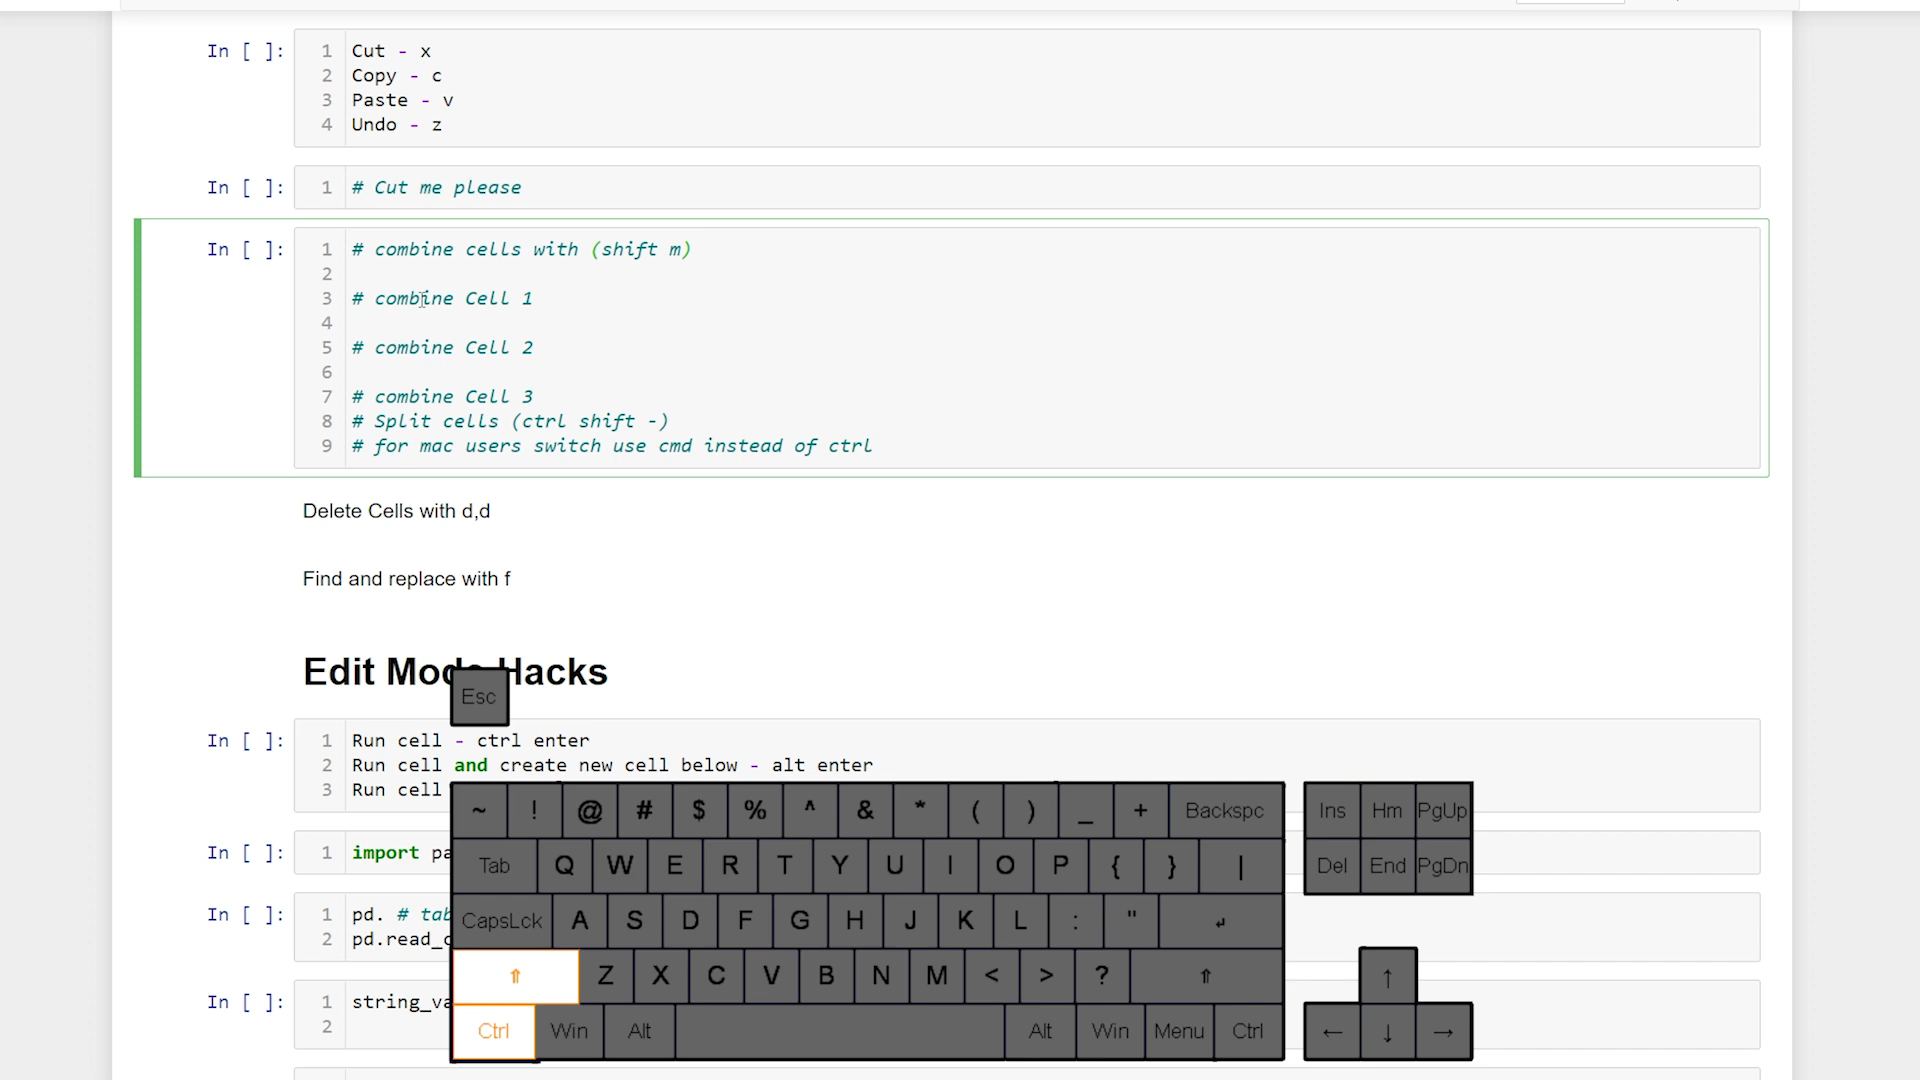 In [ ]:
1 Cut - x
2 Copy - c
3 Paste - v
4 Undo - z
In [ ]:
1 # Cut me please
In [ ]:
1 # combine cells with (shift m)
2
3 # combine Cell 1
4
5 # combine Cell 2
6
7 # combine Cell 3
8 # Split cells (ctrl shift -)
9 # for mac users switch use cmd instead of ctrl
Delete Cells with d,d
Find and replace with f
Edit Mode Hacks
Esc
In [ ]:
1 Run cell - ctrl enter
2 Run cell and create new cell below - alt enter
3 Run cell
~ ! @ # $ % ^ & * ( ) _ + Backspc Ins Hm PgUp
In [ ]:
1 import pa
Tab Q W E R T Y U I O P { } | Del End PgDn
In [ ]:
1 pd. # tab
2 pd.read_c
CapsLck A S D F G H J K L : " ↵
⇑ Z X C V B N M < > ? ⇑ ↑
In [ ]:
1 string_va
2
Ctrl Win Alt Alt Win Menu Ctrl ← ↓ →